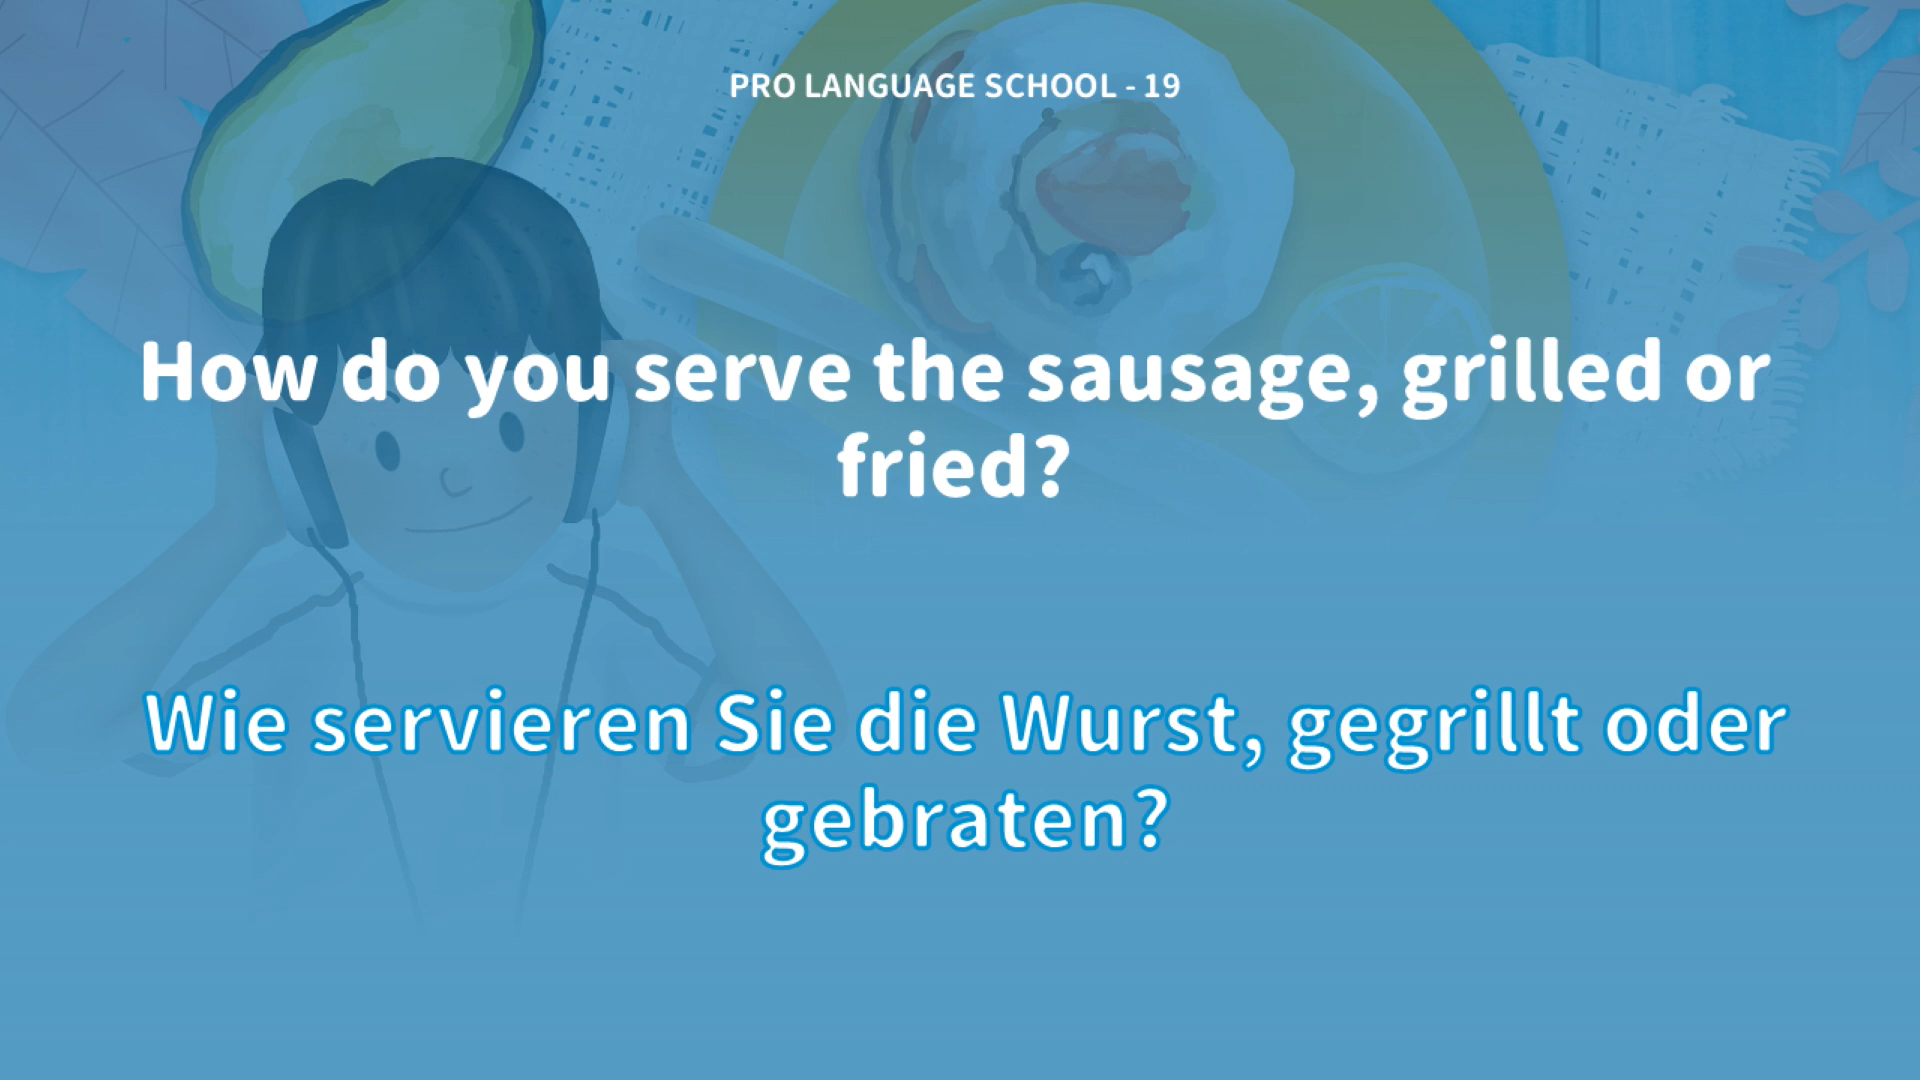 PRO LANGUAGE SCHOOL - 19
How do you serve the sausage, grilled or
fried?
Wie servieren Sie die Wurst, gegrillt oder
gebraten?